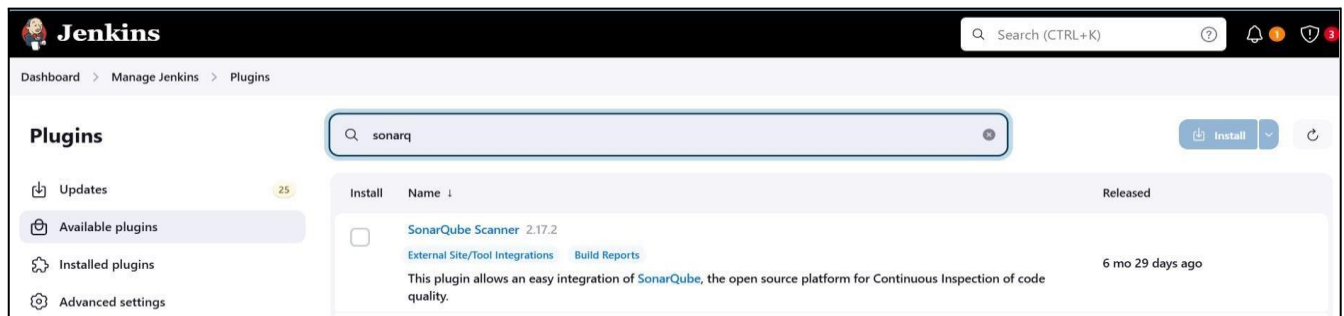 Jenkins
Search (CTRL+K)
1
3
Dashboard > Manage Jenkins > Plugins
Plugins
sonarq
Install
Updates
25
Install Name ↓ Released
Available plugins
SonarQube Scanner 2.17.2
External Site/Tool Integrations Build Reports
Installed plugins
6 mo 29 days ago
This plugin allows an easy integration of SonarQube, the open source platform for Continuous Inspection of code
quality.
Advanced settings